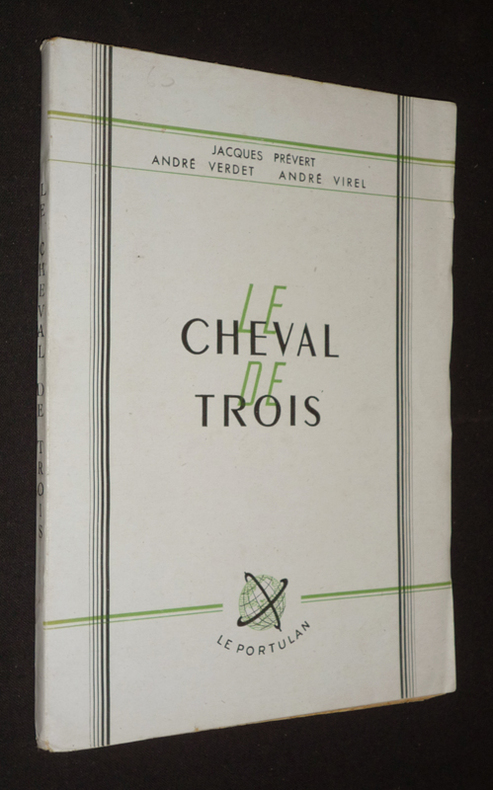 JACQUES PRÉVERT
ANDRÉ VERDET ANDRÉ VIREL
LE
CHEVAL
DE
TROIS
LE PORTULAN
LE CHEVAL DE TROIS